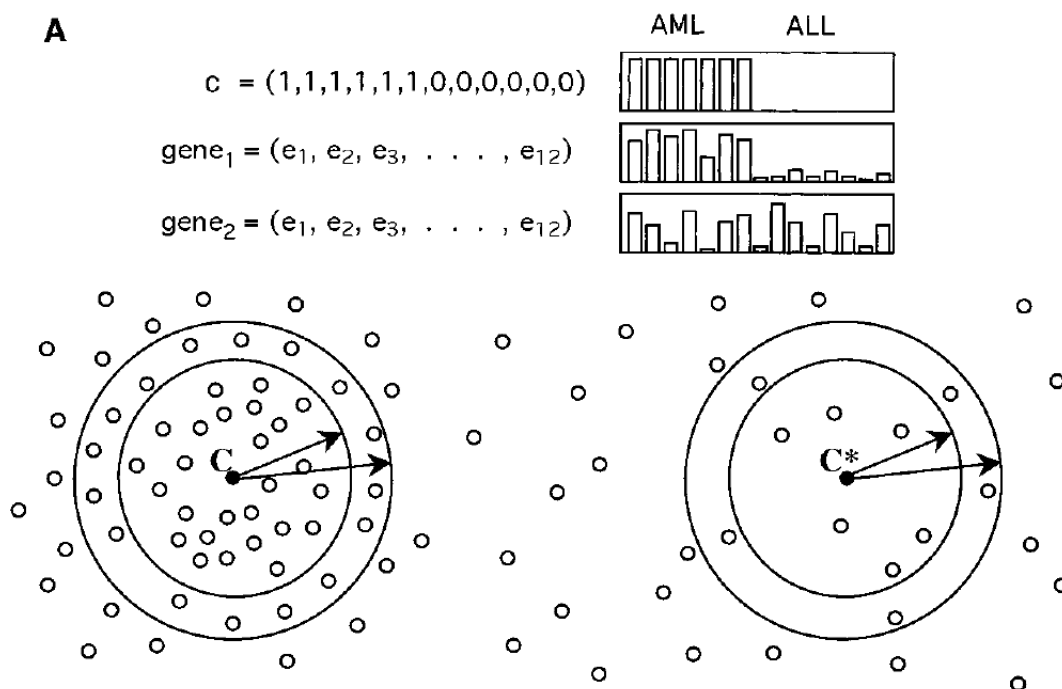 A
AML ALL
c = (1,1,1,1,1,1,0,0,0,0,0,0)
gene1 = (e1, e2, e3, . . . . , e12)
gene2 = (e1, e2, e3, . . . . , e12)
C C*